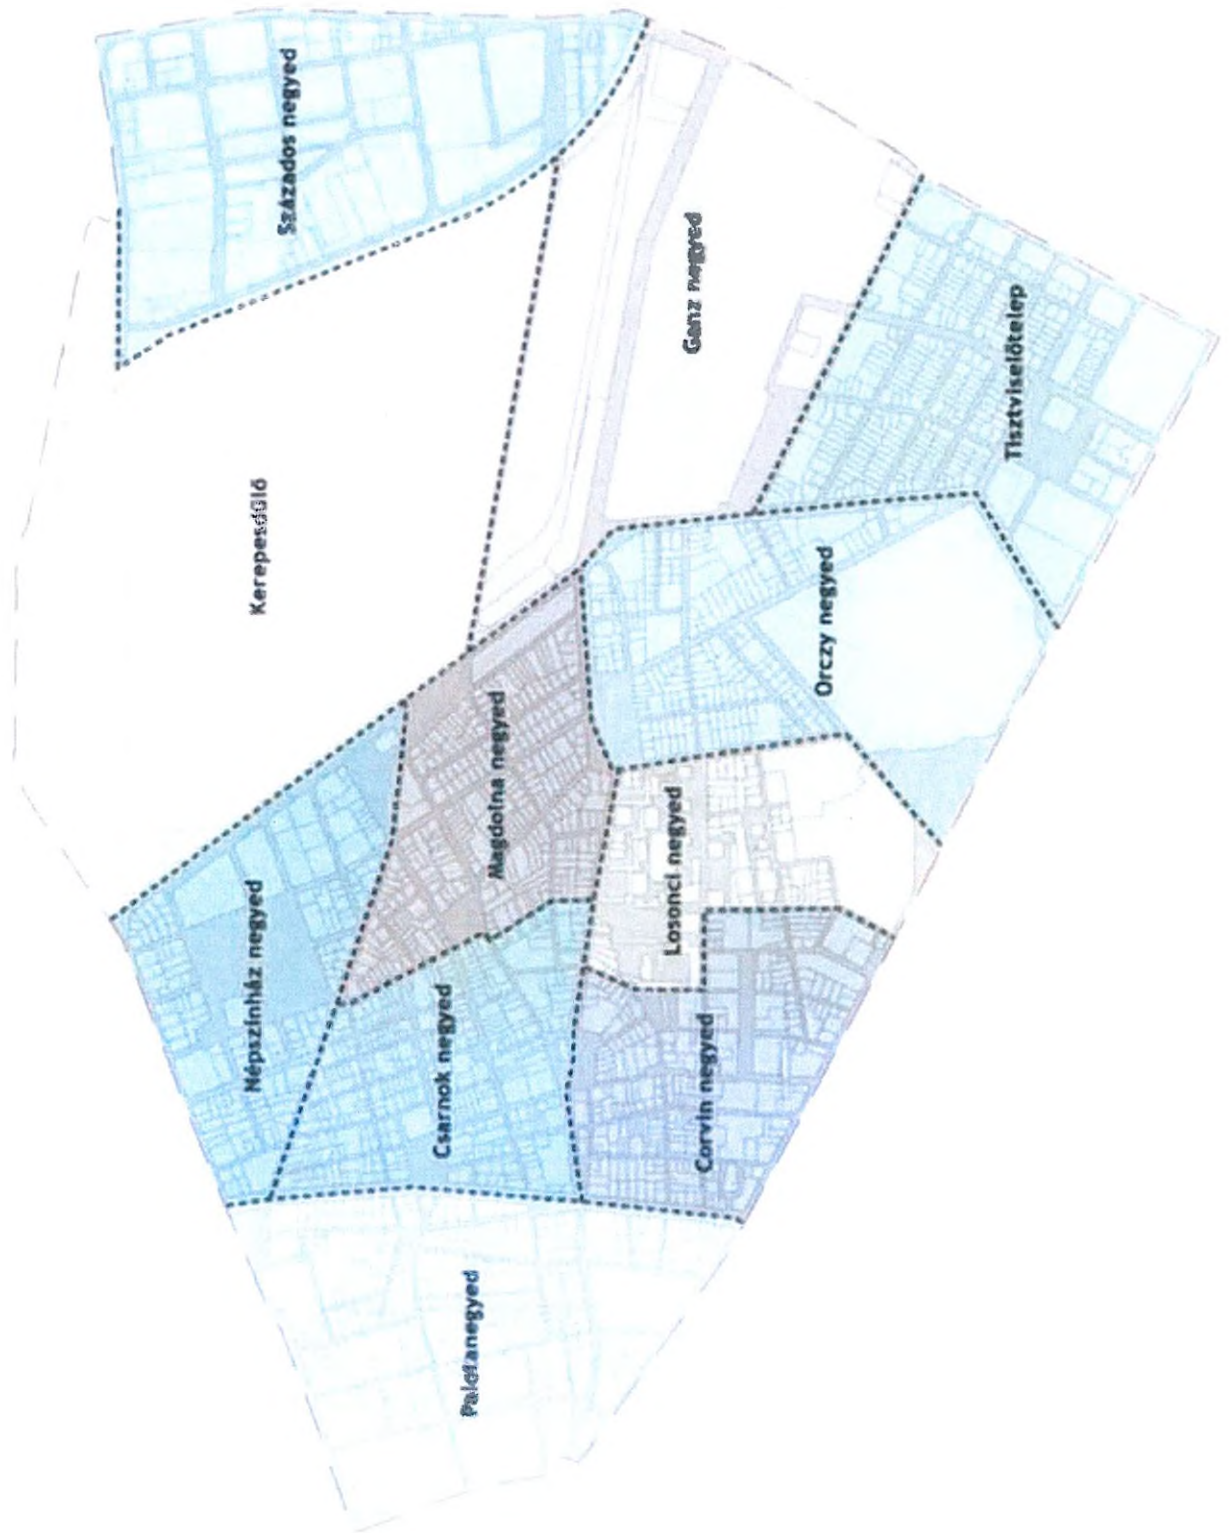 Százados negyed
Kerepesdűlő
Ganz negyed
Tisztviselőtelep
Népszínház negyed
Magdolna negyed
Orczy negyed
Csarnok negyed
Losonci negyed
Corvin negyed
Palotanegyed